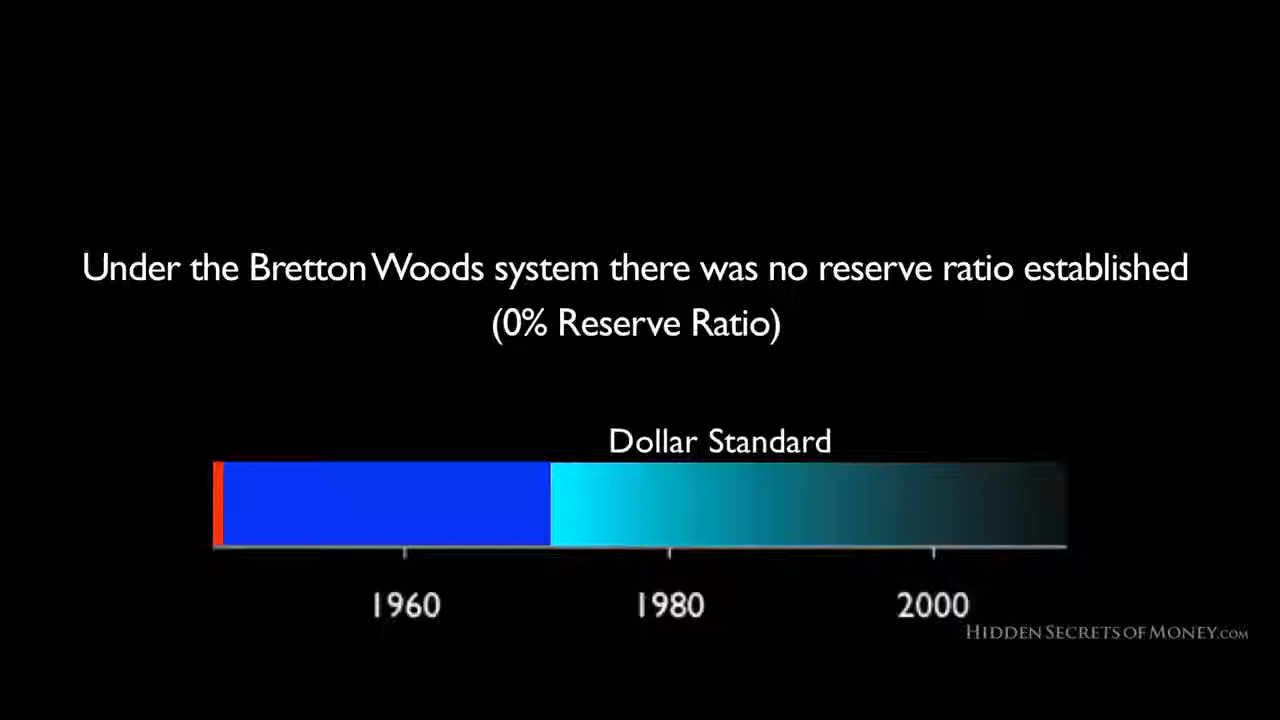 Under the Bretton Woods system there was no reserve ratio established
(0% Reserve Ratio)
Dollar Standard
1960 1980 2000
HIDDEN SECRETS OF MONEY.COM